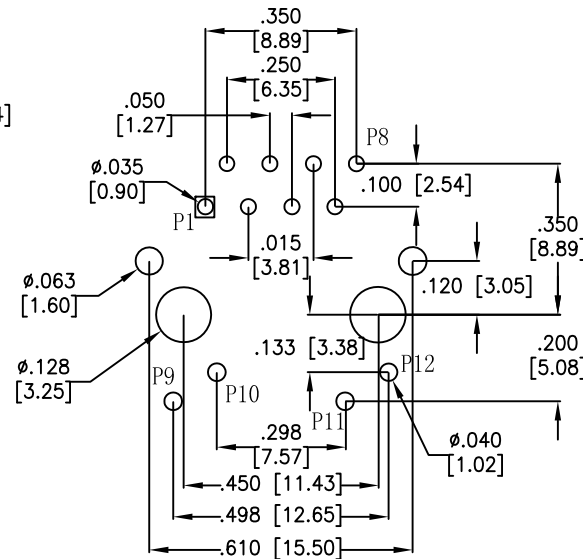 .350
[8.89]
.250
[6.35]
.050
[1.27]
P8
ø.035
[0.90]
.100 [2.54]
P1
.350
[8.89]
.015
[3.81]
ø.063
[1.60]
.120 [3.05]
.133 [3.38]
P12
.200
[5.08]
ø.128
[3.25]
P9
P10
P11
.298
[7.57]
ø.040
[1.02]
.450 [11.43]
.498 [12.65]
.610 [15.50]